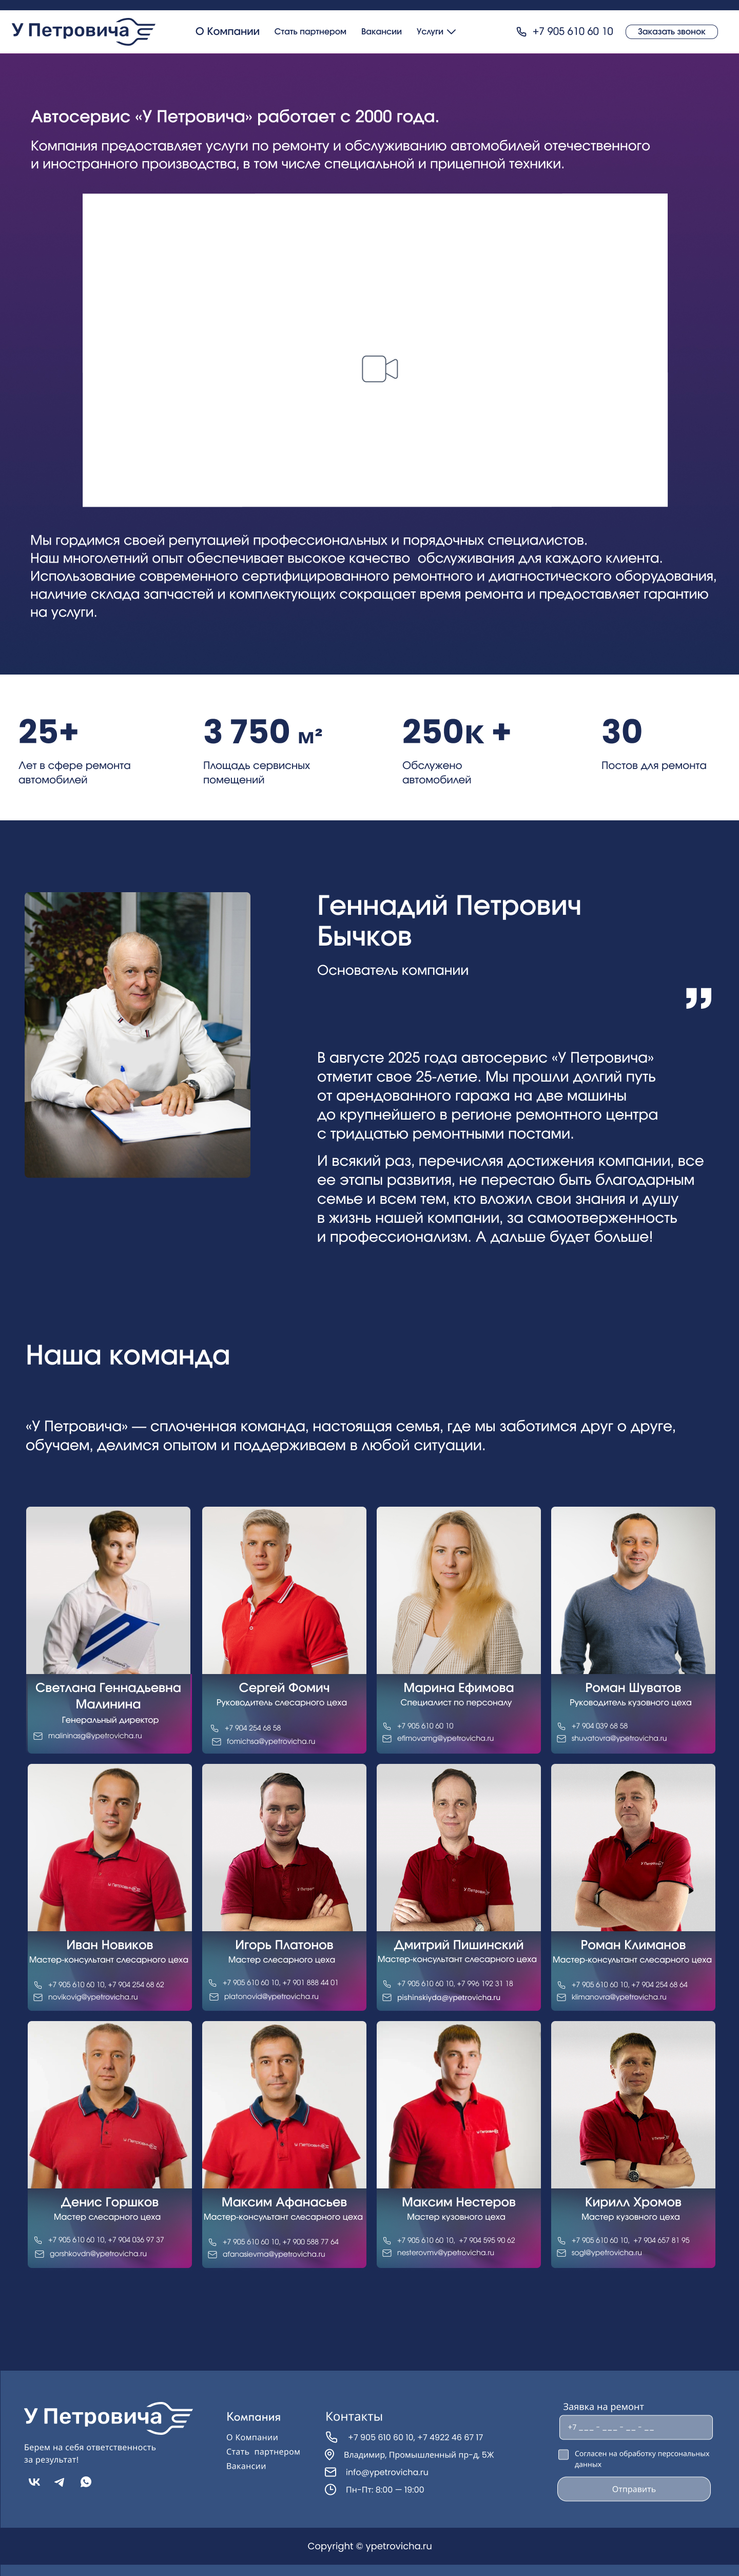 У Петровича
О Компании
Стать партнером
Вакансии
Услуги
+7 905 610 60 10
Заказать звонок
Автосервис «У Петровича» работает с 2000 года.
Компания предоставляет услуги по ремонту и обслуживанию автомобилей отечественного
и иностранного производства, в том числе специальной и прицепной техники.
Мы гордимся своей репутацией профессиональных и порядочных специалистов.
Наш многолетний опыт обеспечивает высокое качество  обслуживания для каждого клиента.
Использование современного сертифицированного ремонтного и диагностического оборудования,
наличие склада запчастей и комплектующих сокращает время ремонта и предоставляет гарантию
на услуги.
25+
Лет в сфере ремонта
автомобилей
3 750 м²
Площадь сервисных
помещений
250к +
Обслужено
автомобилей
30
Постов для ремонта
Геннадий Петрович
Бычков
Основатель компании
”
В августе 2025 года автосервис «У Петровича»
отметит свое 25-летие. Мы прошли долгий путь
от арендованного гаража на две машины
до крупнейшего в регионе ремонтного центра
с тридцатью ремонтными постами.
И всякий раз, перечисляя достижения компании, все
ее этапы развития, не перестаю быть благодарным
семье и всем тем, кто вложил свои знания и душу
в жизнь нашей компании, за самоотверженность
и профессионализм. А дальше будет больше!
Наша команда
«У Петровича» — сплоченная команда, настоящая семья, где мы заботимся друг о друге,
обучаем, делимся опытом и поддерживаем в любой ситуации.
Светлана Геннадьевна
Малинина
Генеральный директор
malininasg@ypetrovicha.ru
Сергей Фомич
Руководитель слесарного цеха
+7 904 254 68 58
fomichsa@ypetrovicha.ru
Марина Ефимова
Специалист по персоналу
+7 905 610 60 10
efimovamg@ypetrovicha.ru
Роман Шуватов
Руководитель кузовного цеха
+7 904 039 68 58
shuvatovra@ypetrovicha.ru
У Петровича
Иван Новиков
Мастер-консультант слесарного цеха
+7 905 610 60 10, +7 904 254 68 62
novikovig@ypetrovicha.ru
У Петровича
Игорь Платонов
Мастер слесарного цеха
+7 905 610 60 10, +7 901 888 44 01
platonovid@ypetrovicha.ru
У Петровича
Дмитрий Пишинский
Мастер-консультант слесарного цеха
+7 905 610 60 10, +7 996 192 31 18
pishinskiyda@ypetrovicha.ru
У Петровича
Роман Климанов
Мастер-консультант слесарного цеха
+7 905 610 60 10, +7 904 254 68 64
klimanovra@ypetrovicha.ru
У Петровича
Денис Горшков
Мастер слесарного цеха
+7 905 610 60 10, +7 904 036 97 37
gorshkovdn@ypetrovicha.ru
У Петровича
Максим Афанасьев
Мастер-консультант слесарного цеха
+7 905 610 60 10, +7 900 588 77 64
afanasievma@ypetrovicha.ru
Максим Нестеров
Мастер кузовного цеха
+7 905 610 60 10,  +7 904 595 90 62
nesterovmv@ypetrovicha.ru
У Петровича
Кирилл Хромов
Мастер кузовного цеха
+7 905 610 60 10,  +7 904 657 81 95
sogl@ypetrovicha.ru
У Петровича
Берем на себя ответственность
за результат!
Компания
О Компании
Стать  партнером
Вакансии
Контакты
+7 905 610 60 10, +7 4922 46 67 17
Владимир, Промышленный пр-д, 5Ж
info@ypetrovicha.ru
Пн-Пт: 8:00 — 19:00
Заявка на ремонт
+7 _ _ _ - _ _ _ - _ _ - _ _
Согласен на обработку персональных
данных
Отправить
Copyright © ypetrovicha.ru